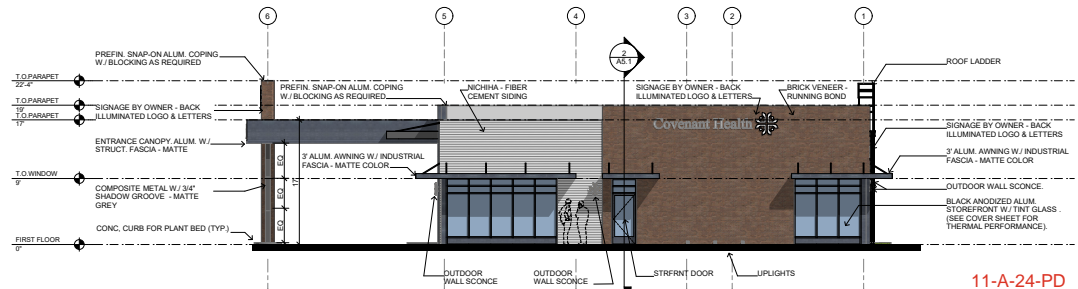 6
5
4
3
2
1
2
A5.1
PREFIN. SNAP-ON ALUM. COPING
W./ BLOCKING AS REQUIRED
T.O.PARAPET
22'-4"
T.O.PARAPET
19'
T.O.PARAPET
17'
SIGNAGE BY OWNER - BACK
ILLUMINATED LOGO & LETTERS
ENTRANCE CANOPY. ALUM. W./
STRUCT. FASCIA - MATTE
T.O.WINDOW
9'
COMPOSITE METAL W./ 3/4"
SHADOW GROOVE - MATTE
GREY
CONC, CURB FOR PLANT BED (TYP.)
FIRST FLOOR
0"
EQ
EQ
EQ
17'
PREFIN. SNAP-ON ALUM. COPING
W./ BLOCKING AS REQUIRED
3' ALUM. AWNING W./ INDUSTRIAL
FASCIA - MATTE COLOR
NICHIHA - FIBER
CEMENT SIDING
SIGNAGE BY OWNER - BACK
ILLUMINATED LOGO & LETTERS
BRICK VENEER -
RUNNING BOND
Covenant Health
ROOF LADDER
SIGNAGE BY OWNER - BACK
ILLUMINATED LOGO & LETTERS
3' ALUM. AWNING W./ INDUSTRIAL
FASCIA - MATTE COLOR
OUTDOOR WALL SCONCE.
BLACK ANODIZED ALUM.
STOREFRONT W./ TINT GLASS .
(SEE COVER SHEET FOR
THERMAL PERFORMANCE).
OUTDOOR
WALL SCONCE
OUTDOOR
WALL SCONCE
STRFRNT DOOR
UPLIGHTS
11-A-24-PD